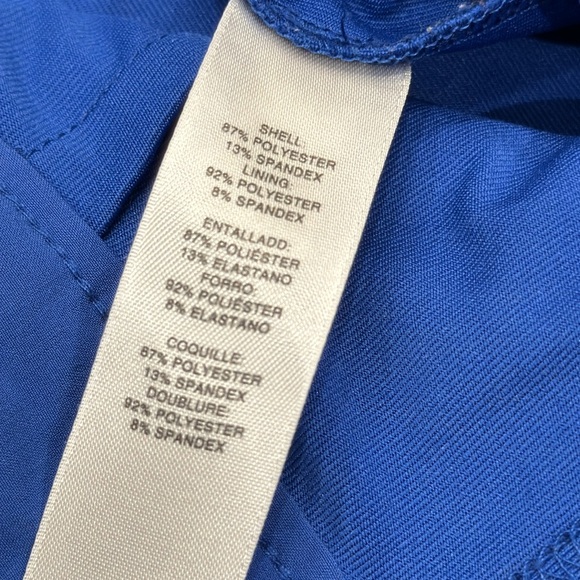 SHELL:
87% POLYESTER
13% SPANDEX
LINING:
92% POLYESTER
8% SPANDEX
ENTALLADD:
87% POLIÉSTER
13% ELASTANO
FORRO:
92% POLIÉSTER
8% ELASTANO
COQUILLE:
87% POLYESTER
13% SPANDEX
DOUBLURE:
92% POLYESTER
8% SPANDEX